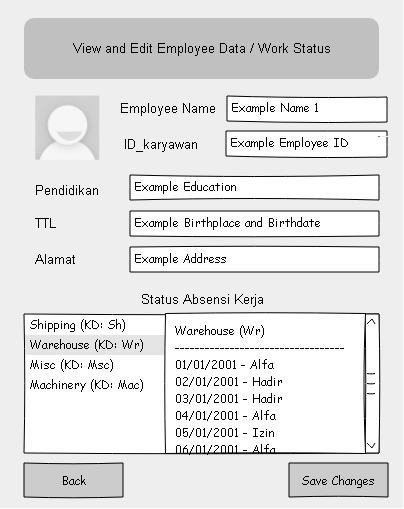 View and Edit Employee Data / Work Status
Employee Name Example Name 1
ID_karyawan Example Employee ID
Pendidikan Example Education
TTL Example Birthplace and Birthdate
Alamat Example Address
Status Absensi Kerja
Shipping (KD: Sh)
Warehouse (KD: Wr)
Misc (KD: Msc)
Machinery (KD: Mac)
Warehouse (Wr)
----------------------------------
01/01/2001 - Alfa
02/01/2001 - Hadir
03/01/2001 - Hadir
04/01/2001 - Alfa
05/01/2001 - Izin
06/01/2001 - Alfa
Back
Save Changes